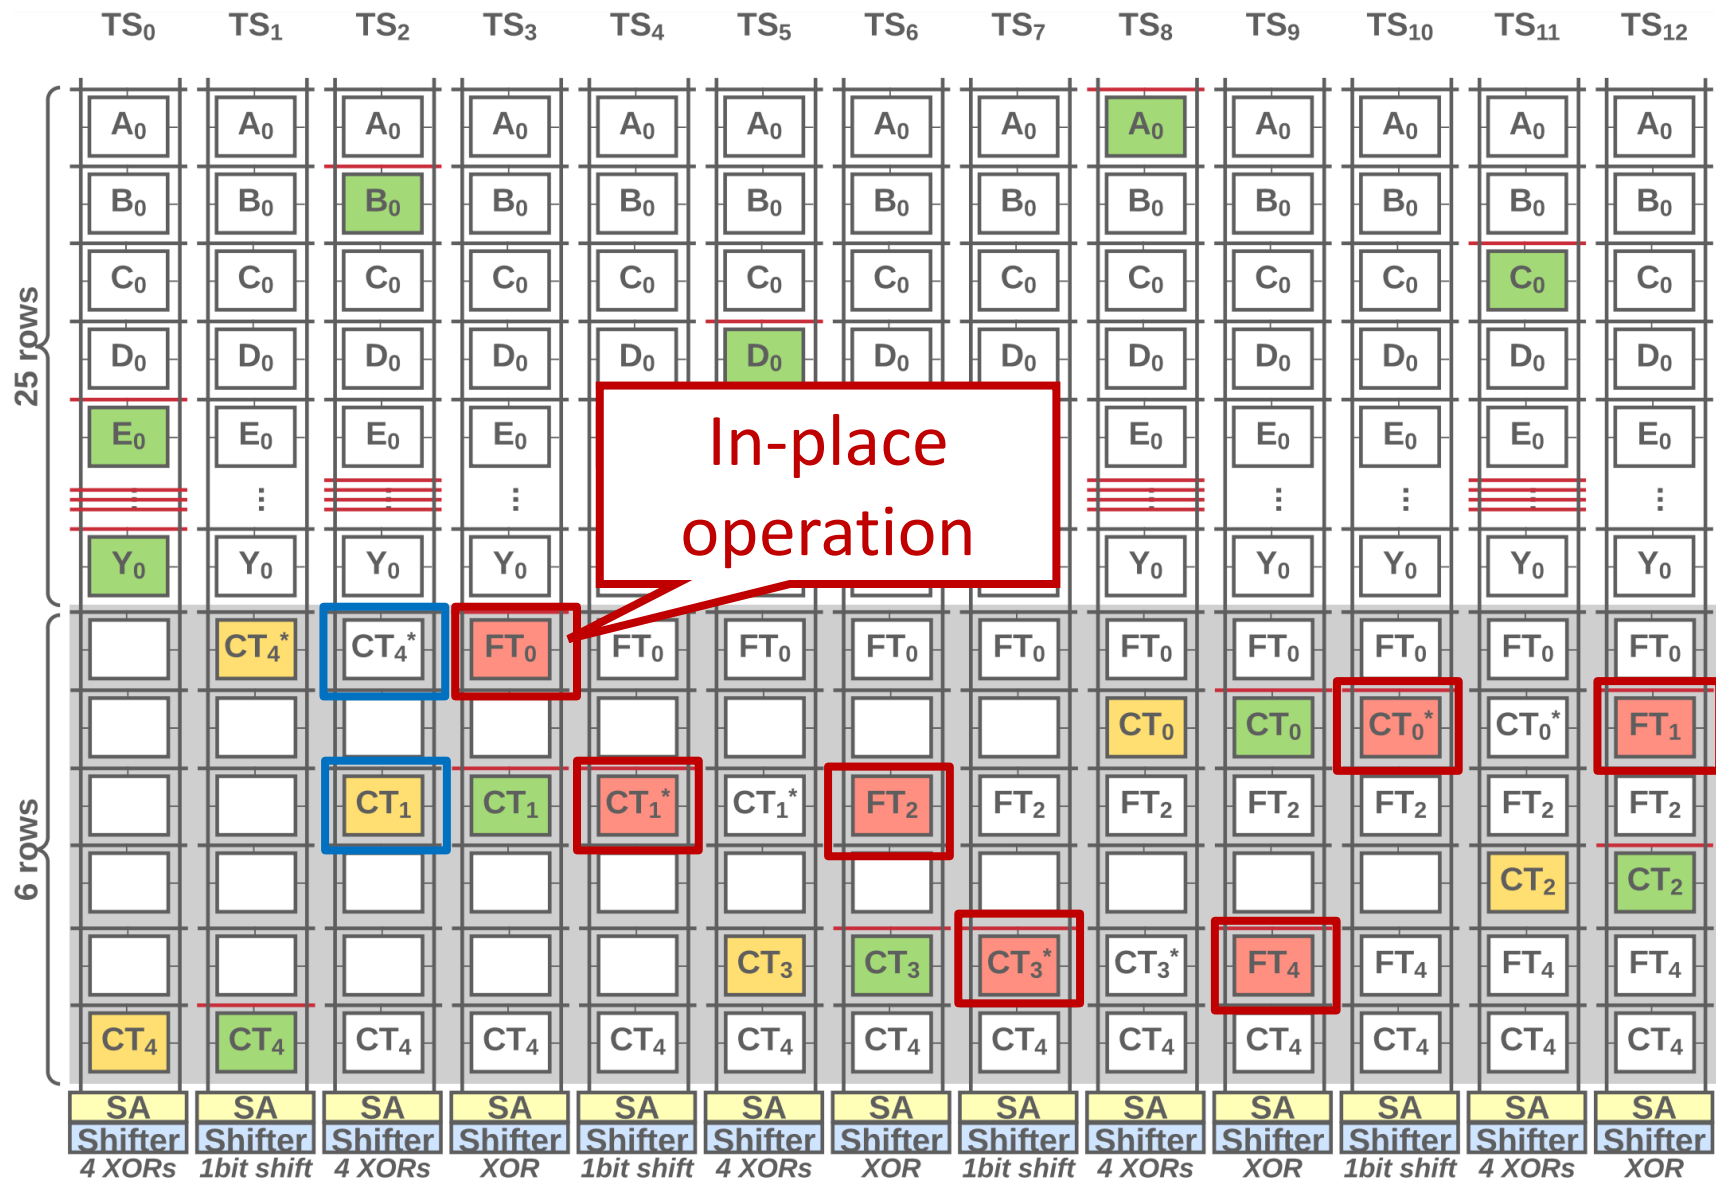 TS0 TS1 TS2 TS3 TS4 TS5 TS6 TS7 TS8 TS9 TS10 TS11 TS12
A0 A0 A0 A0 A0 A0 A0 A0 A0 A0 A0 A0 A0
B0 B0 B0 B0 B0 B0 B0 B0 B0 B0 B0 B0 B0
C0 C0 C0 C0 C0 C0 C0 C0 C0 C0 C0 C0 C0
D0 D0 D0 D0 D0 D0 D0 D0 D0 D0 D0 D0 D0
25 rows
E0 E0 E0 E0 E0 E0 E0 E0
In-place
operation
⋮ ⋮ ⋮ ⋮ ⋮ ⋮ ⋮ ⋮ ⋮
Y0 Y0 Y0 Y0 Y0 Y0 Y0 Y0 Y0
CT4* CT4* FT0 FT0 FT0 FT0 FT0 FT0 FT0 FT0 FT0 FT0
CT0 CT0 CT0* CT0* FT1
CT1 CT1 CT1* CT1* FT2 FT2 FT2 FT2 FT2 FT2 FT2
6 rows
CT2 CT2
CT3 CT3 CT3* CT3* FT4 FT4 FT4 FT4
CT4 CT4 CT4 CT4 CT4 CT4 CT4 CT4 CT4 CT4 CT4 CT4 CT4
SA SA SA SA SA SA SA SA SA SA SA SA SA
Shifter Shifter Shifter Shifter Shifter Shifter Shifter Shifter Shifter Shifter Shifter Shifter Shifter
4 XORs 1bit shift 4 XORs XOR 1bit shift 4 XORs XOR 1bit shift 4 XORs XOR 1bit shift 4 XORs XOR